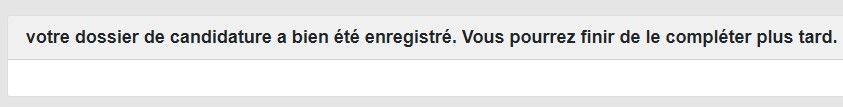 votre dossier de candidature a bien été enregistré. Vous pourrez finir de le compléter plus tard.